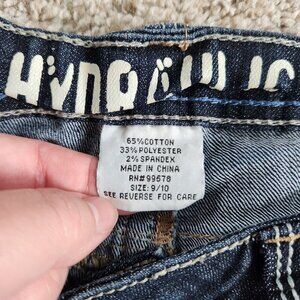 HYDRAULIC
65%COTTON
33%POLYESTER
2%SPANDEX
MADE IN CHINA
RN#99678
SIZE: 9/10
SEE REVERSE FOR CARE